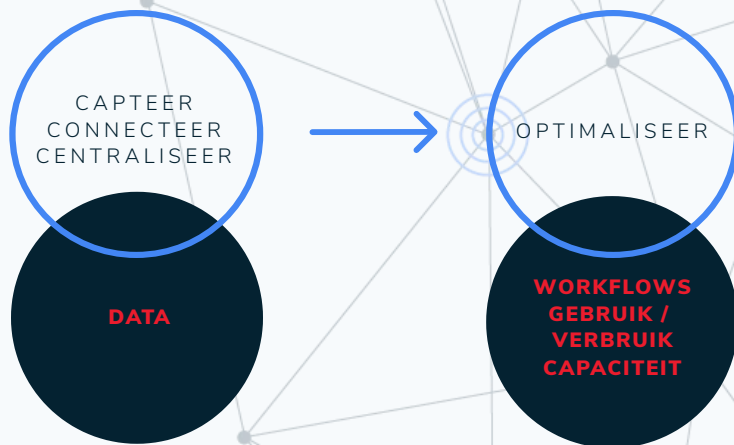 CAPTEER
CONNECTEER
CENTRALISEER
DATA
OPTIMALISEER
WORKFLOWS
GEBRUIK /
VERBRUIK
CAPACITEIT